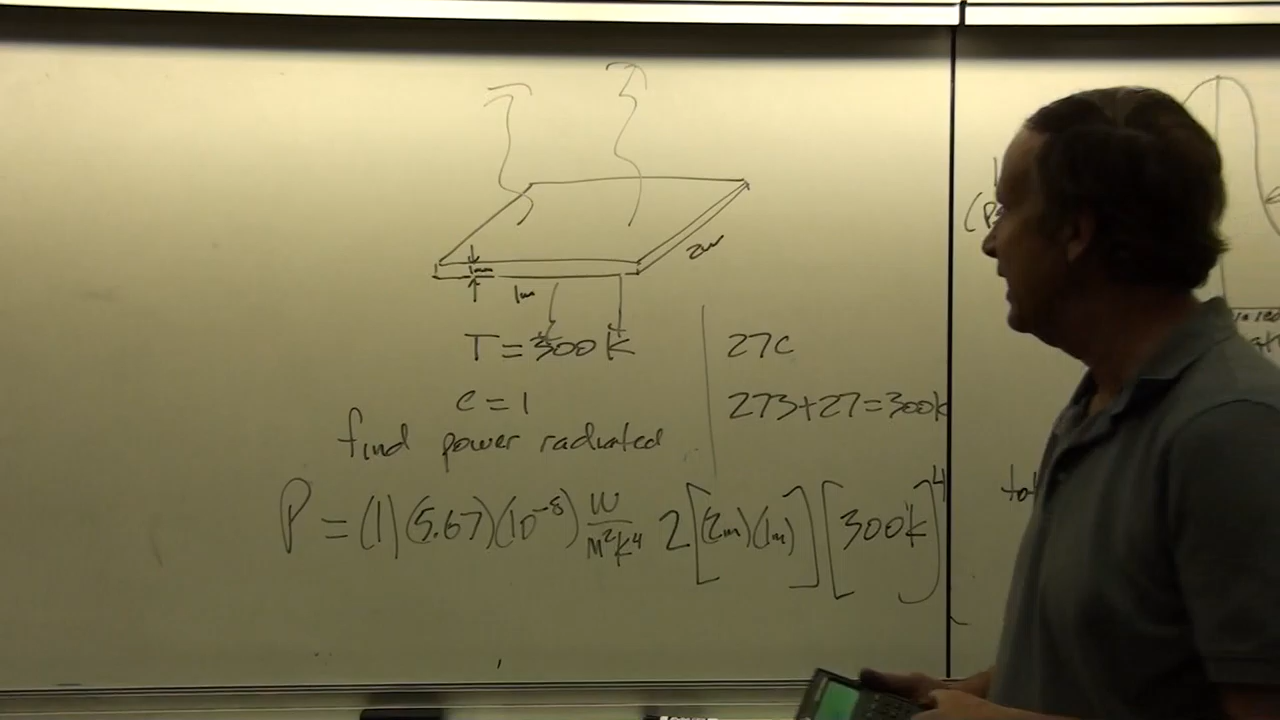 1mm
2m
1m
T = 300 K
27C
e = 1
273+27=300K
find power radiated
P = (1)(5.67)(10⁻⁸) W/m²K⁴ 2[(2m)(1m)][300K]⁴